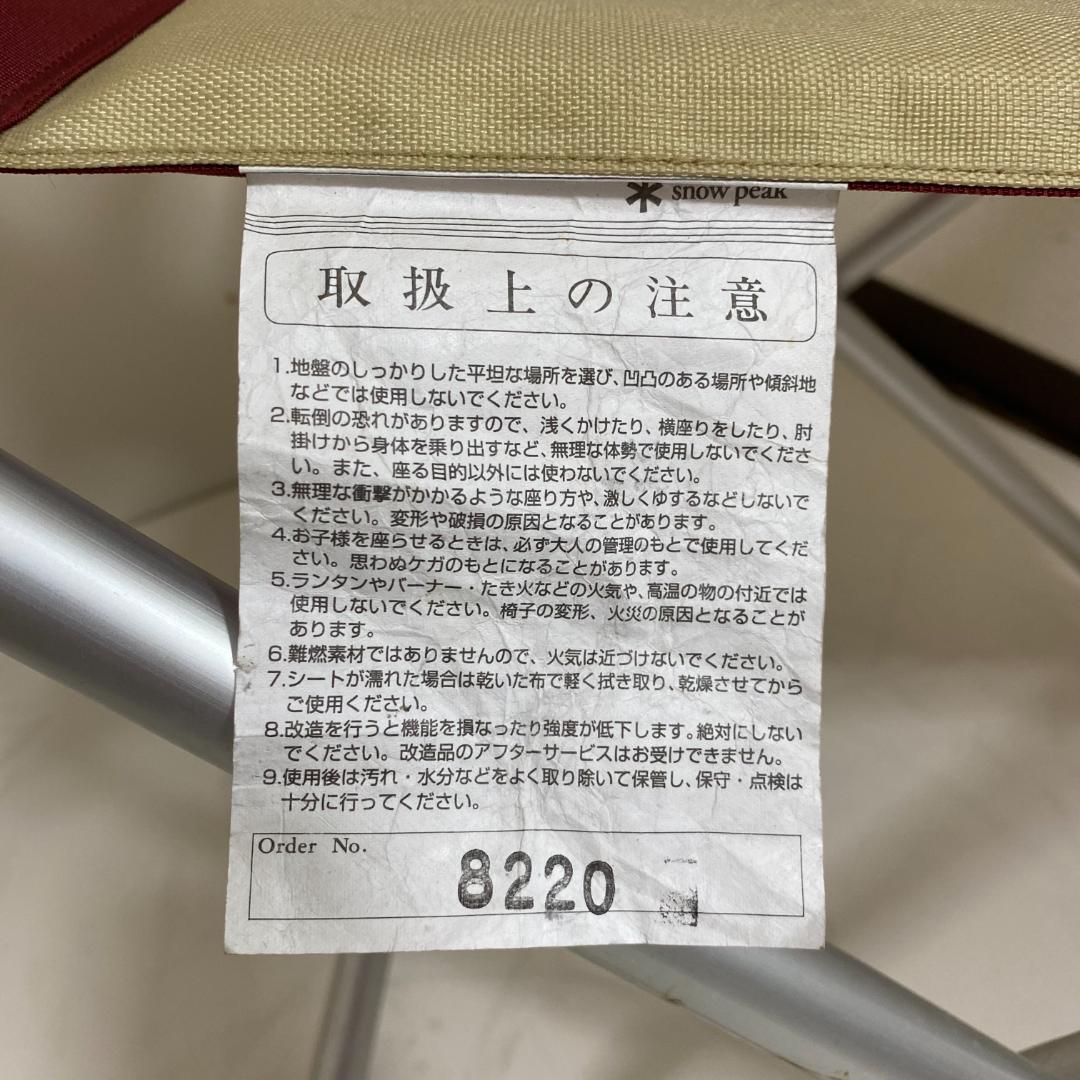 snow peak
取扱上の注意
1.地盤のしっかりした平坦な場所を選び、凹凸のある場所や傾斜地
などでは使用しないでください。
2.転倒の恐れがありますので、浅くかけたり、横座りをしたり、肘
掛けから身体を乗り出すなど、無理な体勢で使用しないでくださ
い。また、座る目的以外には使わないでください。
3.無理な衝撃がかかるような座り方や、激しくゆするなどしないで
ください。変形や破損の原因となることがあります。
4.お子様を座らせるときは、必ず大人の管理のもとで使用してくだ
さい。思わぬケガのもとになることがあります。
5.ランタンやバーナー・たき火などの火気や、高温の物の付近では
使用しないでください。椅子の変形、火災の原因となることが
あります。
6.難燃素材ではありませんので、火気は近づけないでください。
7.シートが濡れた場合は乾いた布で軽く拭き取り、乾燥させてから
ご使用ください。
8.改造を行うと機能を損なったり強度が低下します。絶対にしない
でください。改造品のアフターサービスはお受けできません。
9.使用後は汚れ・水分などをよく取り除いて保管し、保守・点検は
十分に行ってください。
Order No.
8220